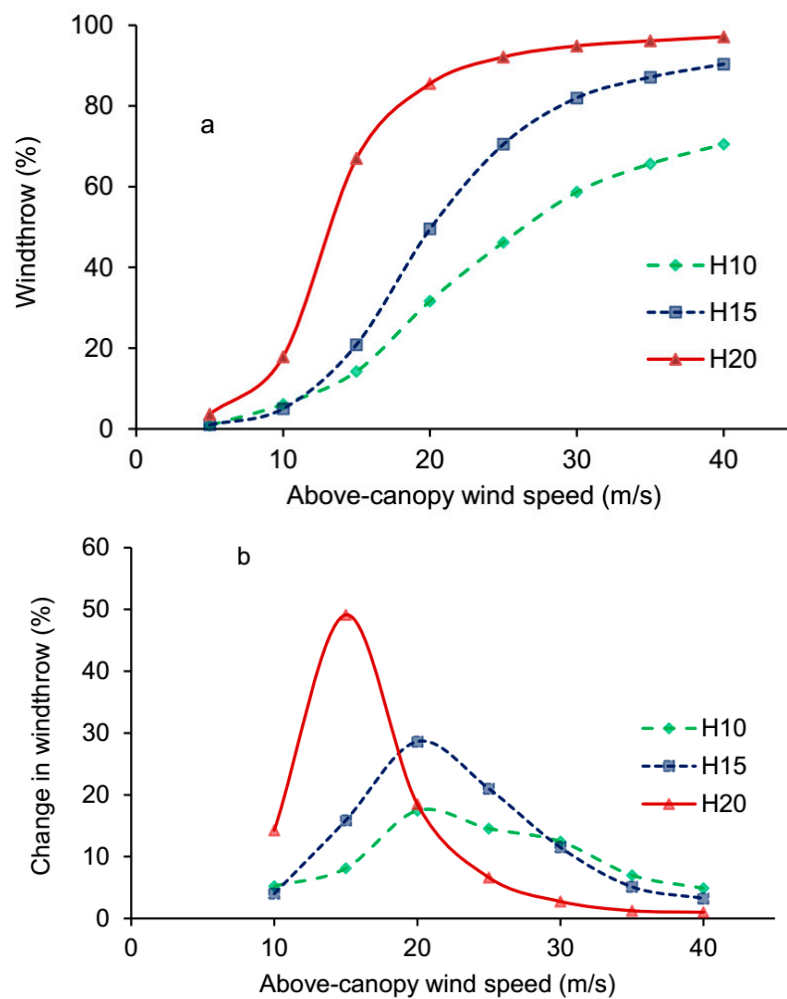 100
80
60
40
20
0
Windthrow (%)
a
H10
H15
H20
0 10 20 30 40
Above-canopy wind speed (m/s)
60
50
40
30
20
10
0
Change in windthrow (%)
b
H10
H15
H20
0 10 20 30 40
Above-canopy wind speed (m/s)